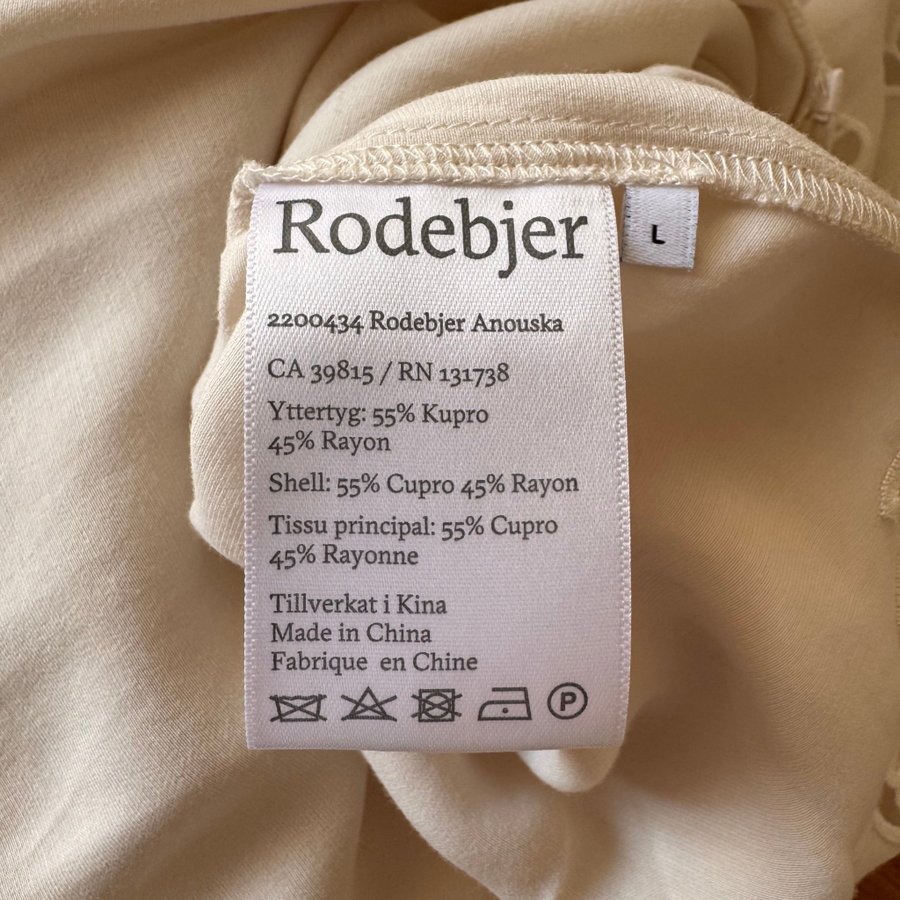 Rodebjer
L
2200434 Rodebjer Anouska
CA 39815 / RN 131738
Yttertyg: 55% Kupro
45% Rayon
Shell: 55% Cupro 45% Rayon
Tissu principal: 55% Cupro
45% Rayonne
Tillverkat i Kina
Made in China
Fabrique en Chine
P